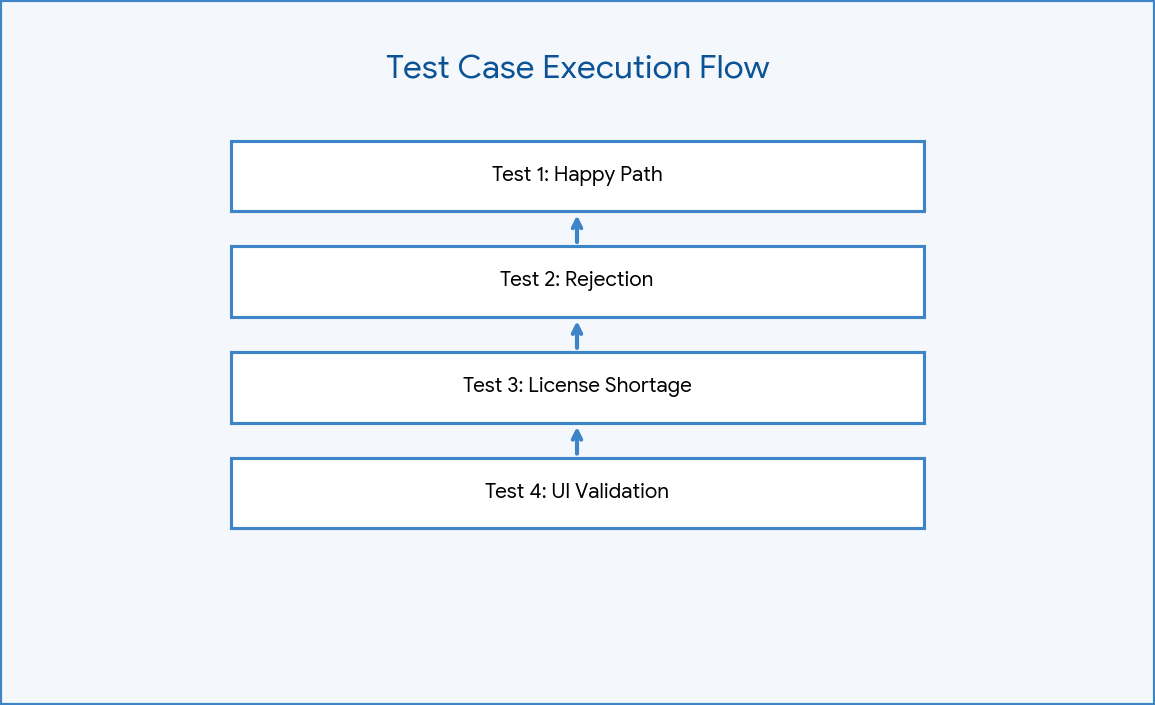 Test Case Execution Flow
Test 1: Happy Path
Test 2: Rejection
Test 3: License Shortage
Test 4: UI Validation